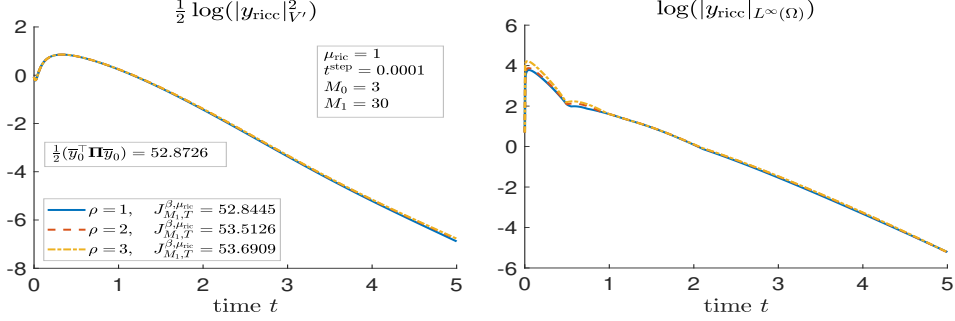 ½ log(|y_ricc|²_V′)
2
0
-2
-4
-6
-8
0 1 2 3 4 5
time t
μ_ric = 1
t^step = 0.0001
M_0 = 3
M_1 = 30
½(y̅_0^⊤ Π y̅_0) = 52.8726
ρ = 1, J^{β,μ_ric}_{M_1,T} = 52.8445
ρ = 2, J^{β,μ_ric}_{M_1,T} = 53.5126
ρ = 3, J^{β,μ_ric}_{M_1,T} = 53.6909
log(|y_ricc|_{L^∞(Ω)})
6
4
2
0
-2
-4
-6
0 1 2 3 4 5
time t